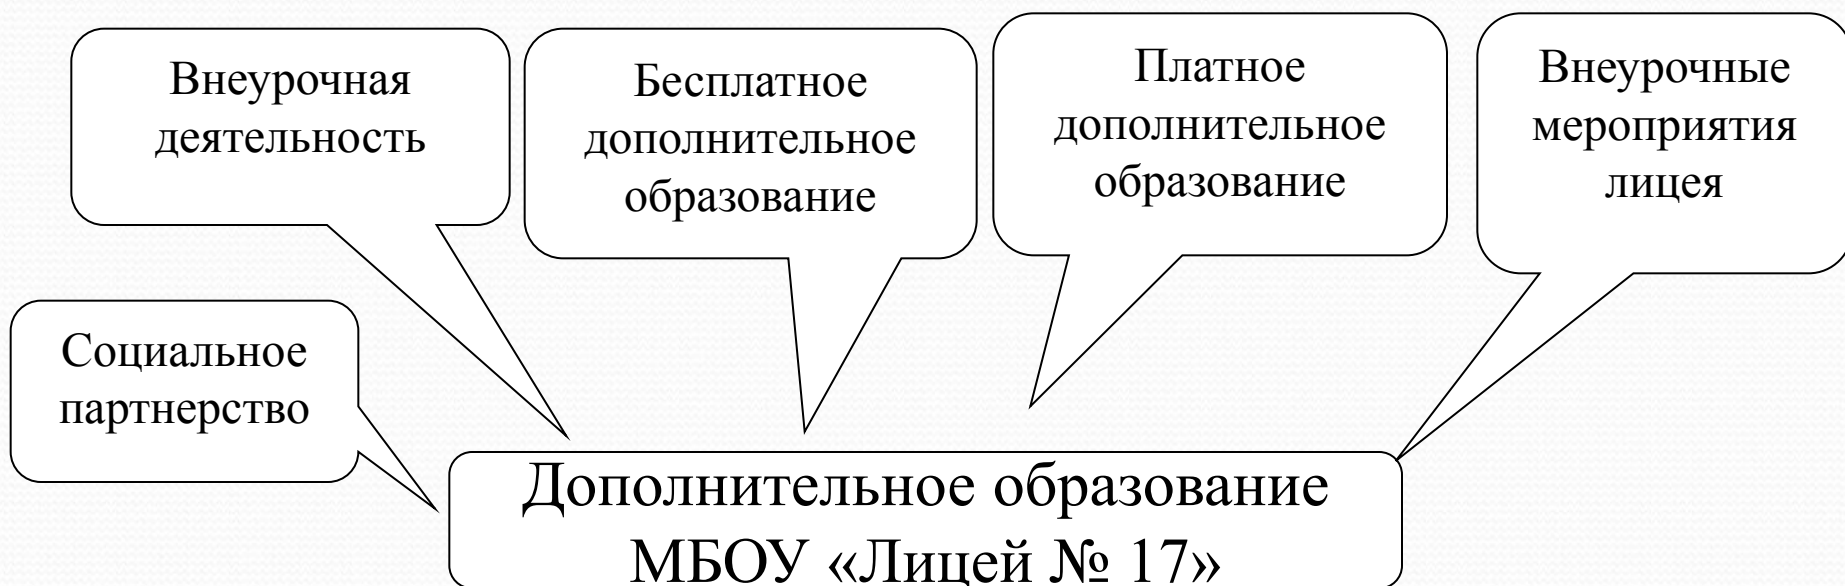 Внеурочная
деятельность
Бесплатное
дополнительное
образование
Платное
дополнительное
образование
Внеурочные
мероприятия
лицея
Социальное
партнерство
Дополнительное образование
МБОУ «Лицей № 17»